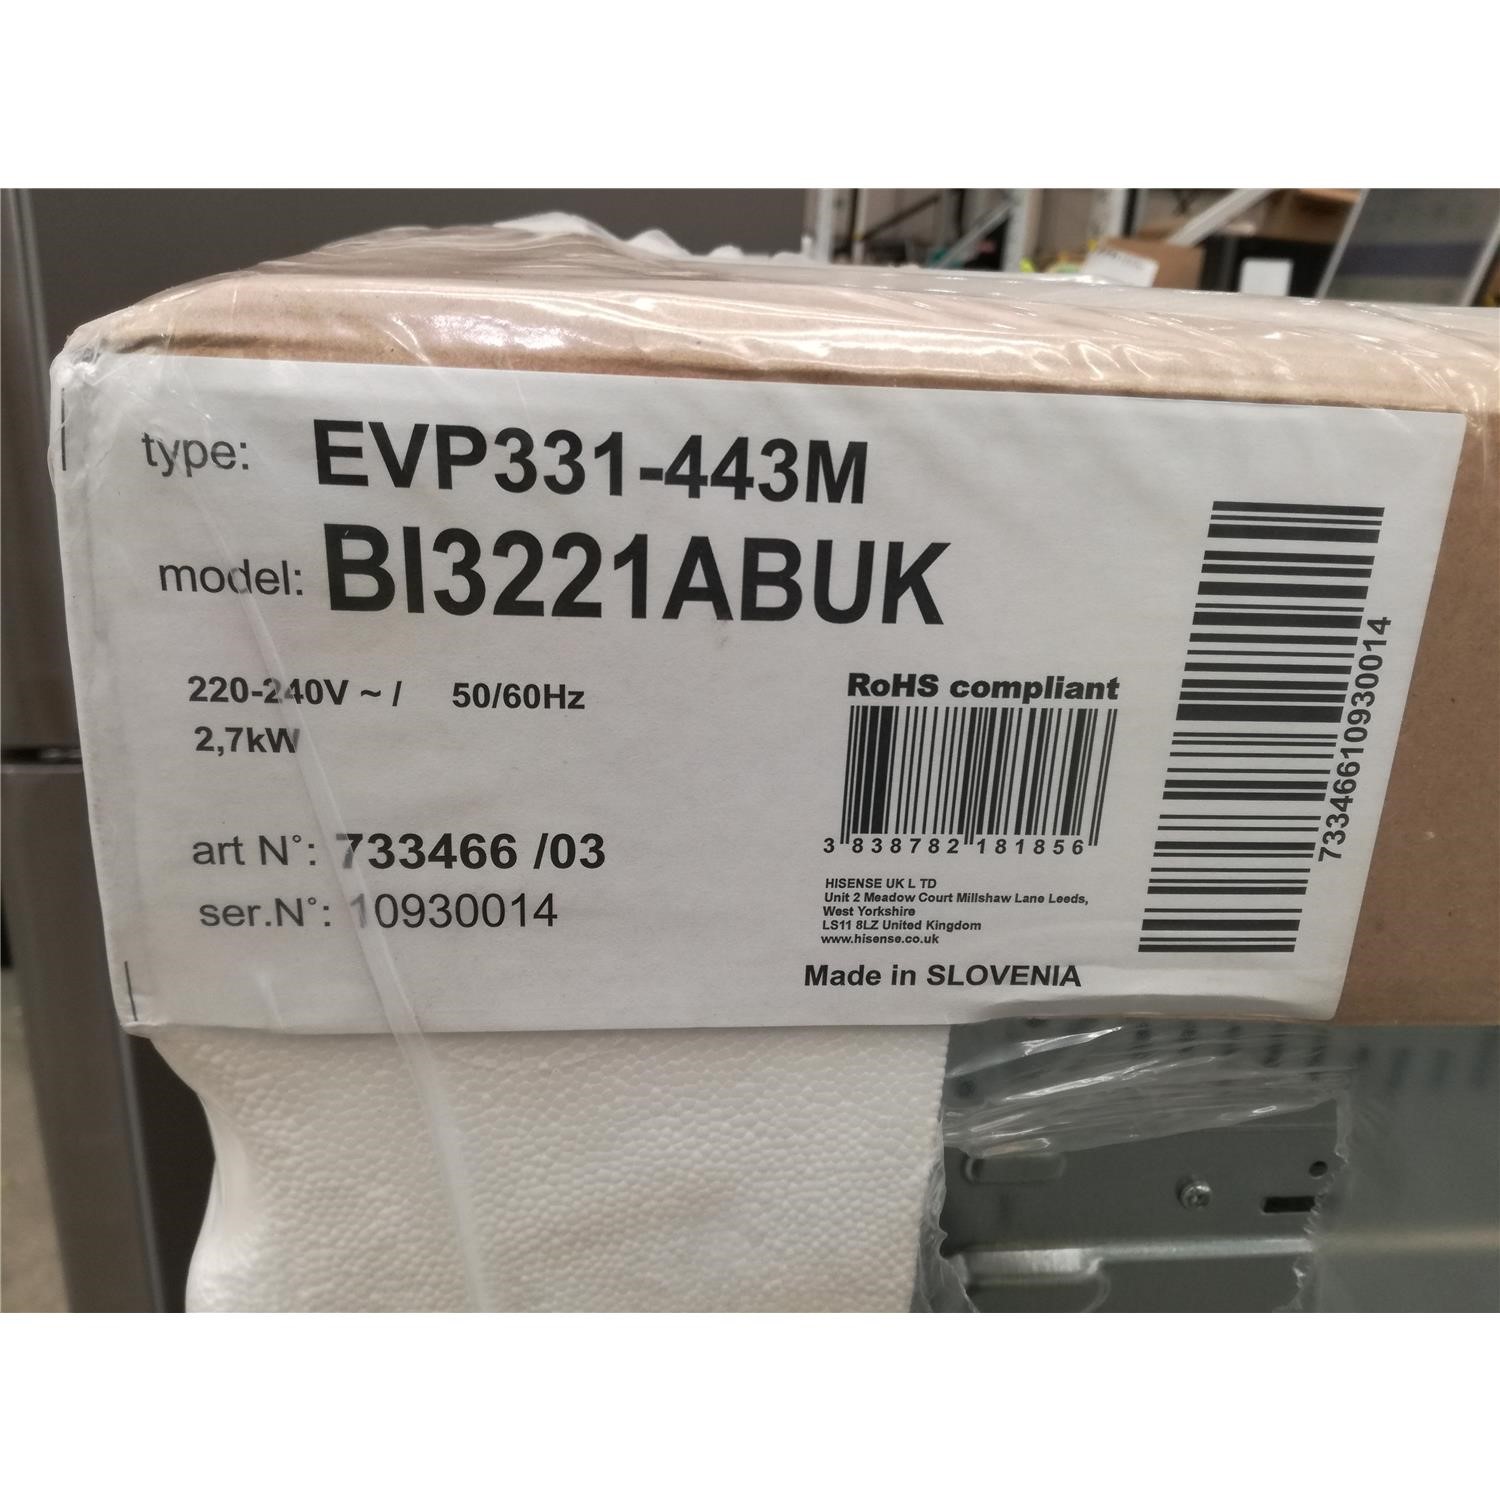 type: EVP331-443M
model: BI3221ABUK
220-240V ~ / 50/60Hz
2,7kW
art N°: 733466 /03
ser.N°: 10930014
RoHS compliant
3 838782 181856
HISENSE UK L TD
Unit 2 Meadow Court Millshaw Lane Leeds,
West Yorkshire
LS11 8LZ United Kingdom
www.hisense.co.uk
Made in SLOVENIA
73346610930014